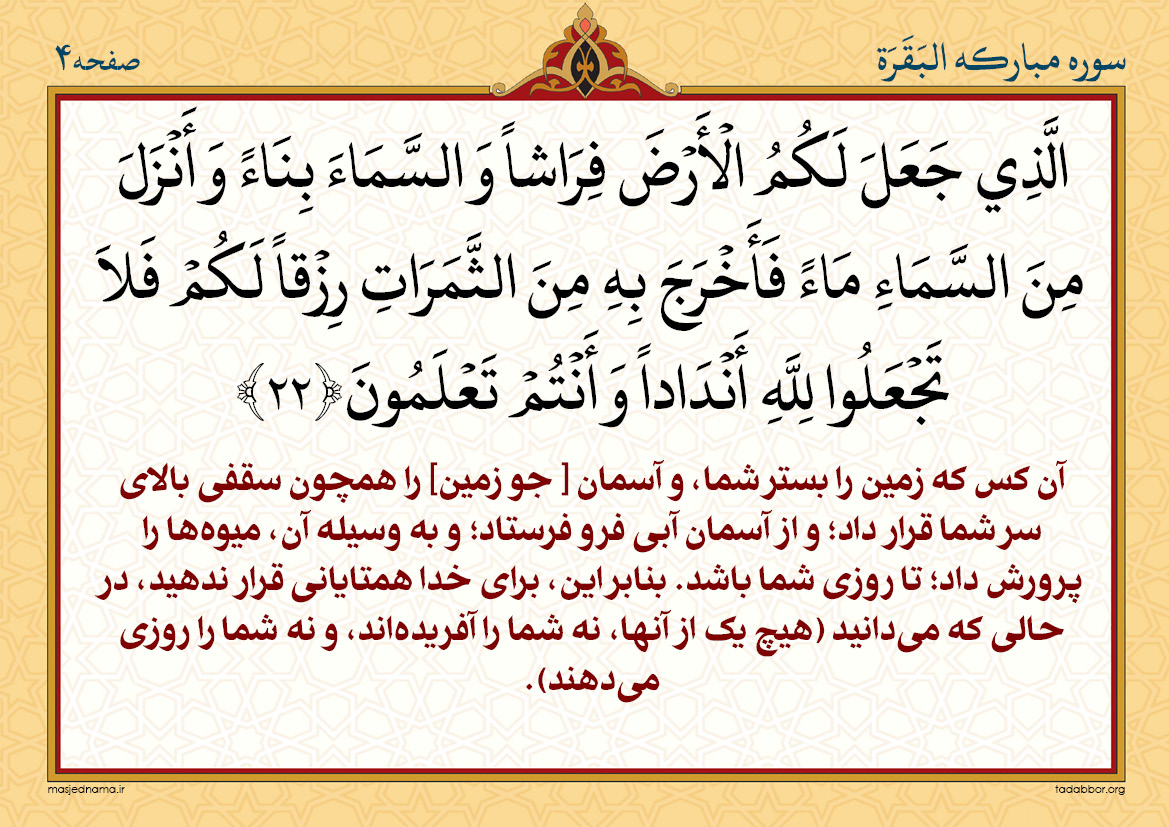 سوره مبارکه البَقَرَة
صفحه۴
الَّذِي جَعَلَ لَكُمُ الْأَرْضَ فِرَاشاً وَ السَّمَاءَ بِنَاءً وَ أَنْزَلَ
مِنَ السَّمَاءِ مَاءً فَأَخْرَجَ بِهِ مِنَ الثَّمَرَاتِ رِزْقاً لَكُمْ فَلاَ
تَجْعَلُوا لِلَّهِ أَنْدَاداً وَ أَنْتُمْ تَعْلَمُونَ ﴿٢٢﴾
آن کس که زمین را بستر شما، و آسمان [ جو زمین] را همچون سقفی بالای
سر شما قرار داد؛ و از آسمان آبی فرو فرستاد؛ و به وسیله آن، میوه‌ها را
پرورش داد؛ تا روزی شما باشد. بنابر این، برای خدا همتایانی قرار ندهید، در
حالی که می‌دانید (هیچ یک از آنها، نه شما را آفریده‌اند، و نه شما را روزی
می‌دهند).
masjednama.ir
tadabbor.org